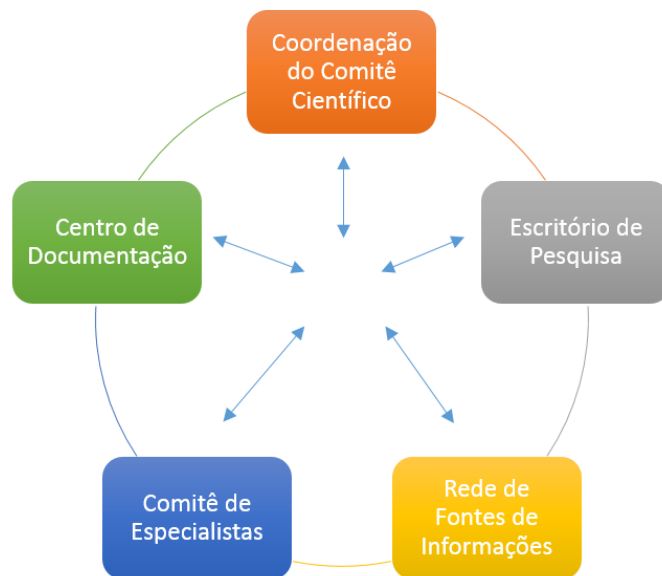 Coordenação
do Comitê
Científico
Centro de
Documentação
Escritório de
Pesquisa
Comitê de
Especialistas
Rede de
Fontes de
Informações